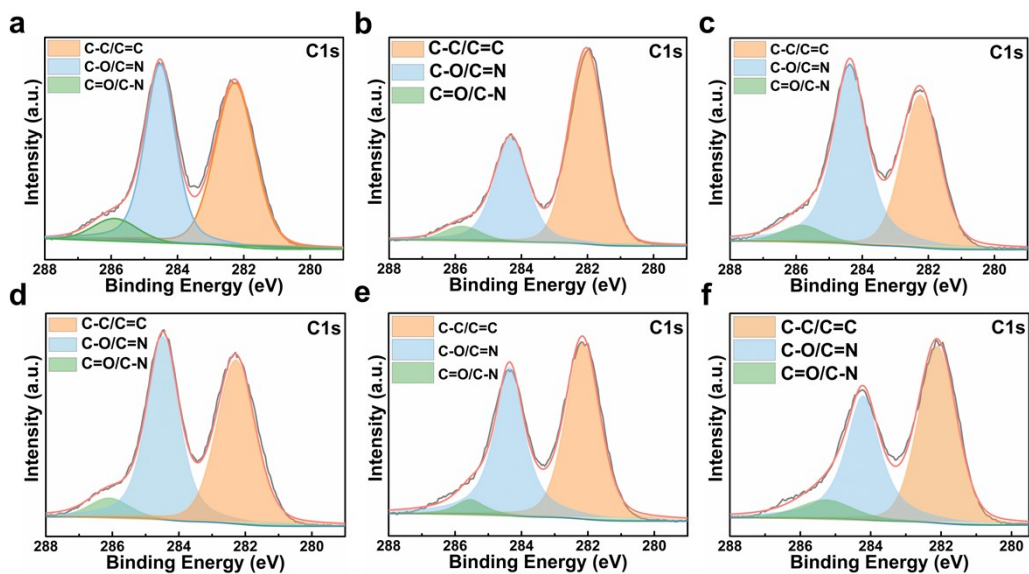 a
C-C/C=C
C-O/C=N
C=O/C-N
C1s
Intensity (a.u.)
288 286 284 282 280
Binding Energy (eV)
b
C-C/C=C
C-O/C=N
C=O/C-N
C1s
Intensity (a.u.)
288 286 284 282 280
Binding Energy (eV)
c
C-C/C=C
C-O/C=N
C=O/C-N
C1s
Intensity (a.u.)
288 286 284 282 280
Binding Energy (eV)
d
C-C/C=C
C-O/C=N
C=O/C-N
C1s
Intensity (a.u.)
288 286 284 282 280
Binding Energy (eV)
e
C-C/C=C
C-O/C=N
C=O/C-N
C1s
Intensity (a.u.)
288 286 284 282 280
Binding Energy (eV)
f
C-C/C=C
C-O/C=N
C=O/C-N
C1s
Intensity (a.u.)
288 286 284 282 280
Binding Energy (eV)